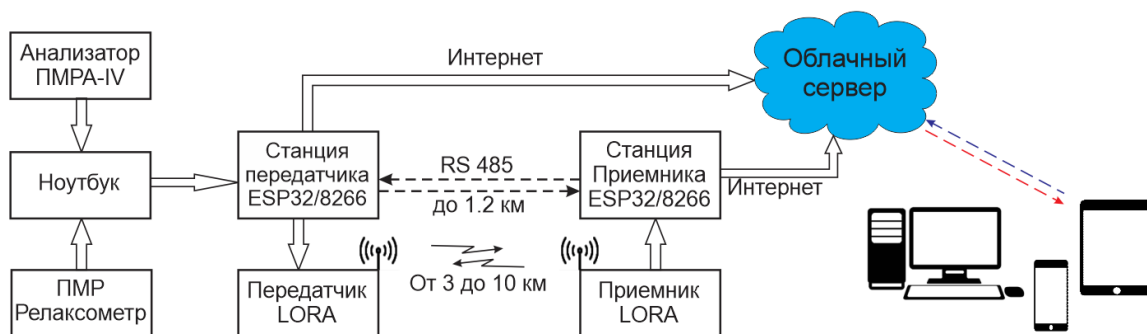 Анализатор
ПМРА-IV
Ноутбук
ПМР
Релаксометр
Интернет
Станция
передатчика
ESP32/8266
RS 485
до 1.2 км
Станция
Приемника
ESP32/8266
Интернет
Передатчик
LORA
От 3 до 10 км
Приемник
LORA
Облачный
сервер